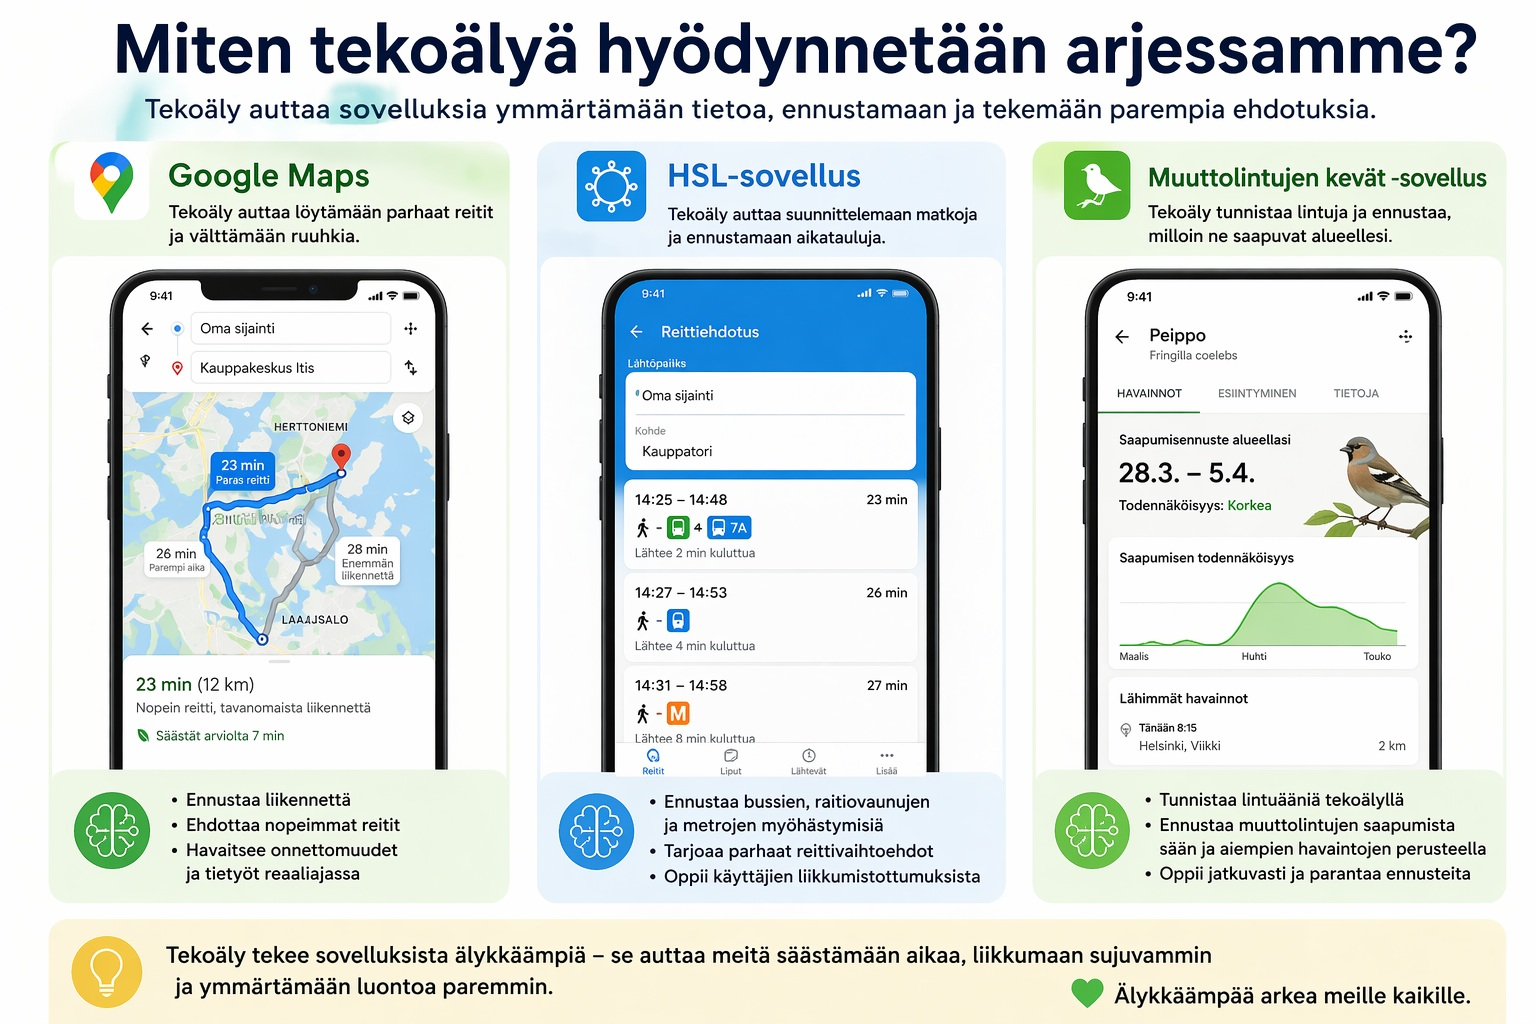 Miten tekoälyä hyödynnetään arjessamme?
Tekoäly auttaa sovelluksia ymmärtämään tietoa, ennustamaan ja tekemään parempia ehdotuksia.
Google Maps
Tekoäly auttaa löytämään parhaat reitit
ja välttämään ruuhkia.
9:41
Oma sijainti
Kauppakeskus Itis
HERTTONIEMI
23 min
Paras reitti
26 min
Parempi aika
28 min
Enemmän
liikennettä
LAAJJSALO
23 min (12 km)
Nopein reitti, tavanomaista liikennettä
Säästät arviolta 7 min
• Ennustaa liikennettä
• Ehdottaa nopeimmat reitit
• Havaitsee onnettomuudet
ja tietyöt reaaliajassa
HSL-sovellus
Tekoäly auttaa suunnittelemaan matkoja
ja ennustamaan aikatauluja.
9:41
Reittiehdotus
Lähtöpaiks
Oma sijainti
Kohde
Kauppatori
14:25 – 14:48 23 min
- 4 7A
Lähtee 2 min kuluttua
14:27 – 14:53 26 min
-
Lähtee 4 min kuluttua
14:31 – 14:58 27 min
- M
Lähtee 8 min kuluttua
Reitit Liput Lähtevät Lisää
• Ennustaa bussien, raitiovaunujen
ja metrojen myöhästymisiä
• Tarjoaa parhaat reittivaihtoehdot
• Oppii käyttäjien liikkumistottumuksista
Muuttolintujen kevät -sovellus
Tekoäly tunnistaa lintuja ja ennustaa,
milloin ne saapuvat alueellesi.
9:41
Peippo
Fringilla coelebs
HAVAINNOT ESIINTYMINEN TIETOJA
Saapumisennuste alueellasi
28.3. – 5.4.
Todennäköisyys: Korkea
Saapumisen todennäköisyys
Maalis Huhti Touko
Lähimmät havainnot
Tänään 8:15
Helsinki, Viikki 2 km
• Tunnistaa lintuääniä tekoälyllä
• Ennustaa muuttolintujen saapumista
sään ja aiempien havaintojen perusteella
• Oppii jatkuvasti ja parantaa ennusteita
Tekoäly tekee sovelluksista älykkäämpiä – se auttaa meitä säästämään aikaa, liikkumaan sujuvammin
ja ymmärtämään luontoa paremmin.
Älykkäämpää arkea meille kaikille.